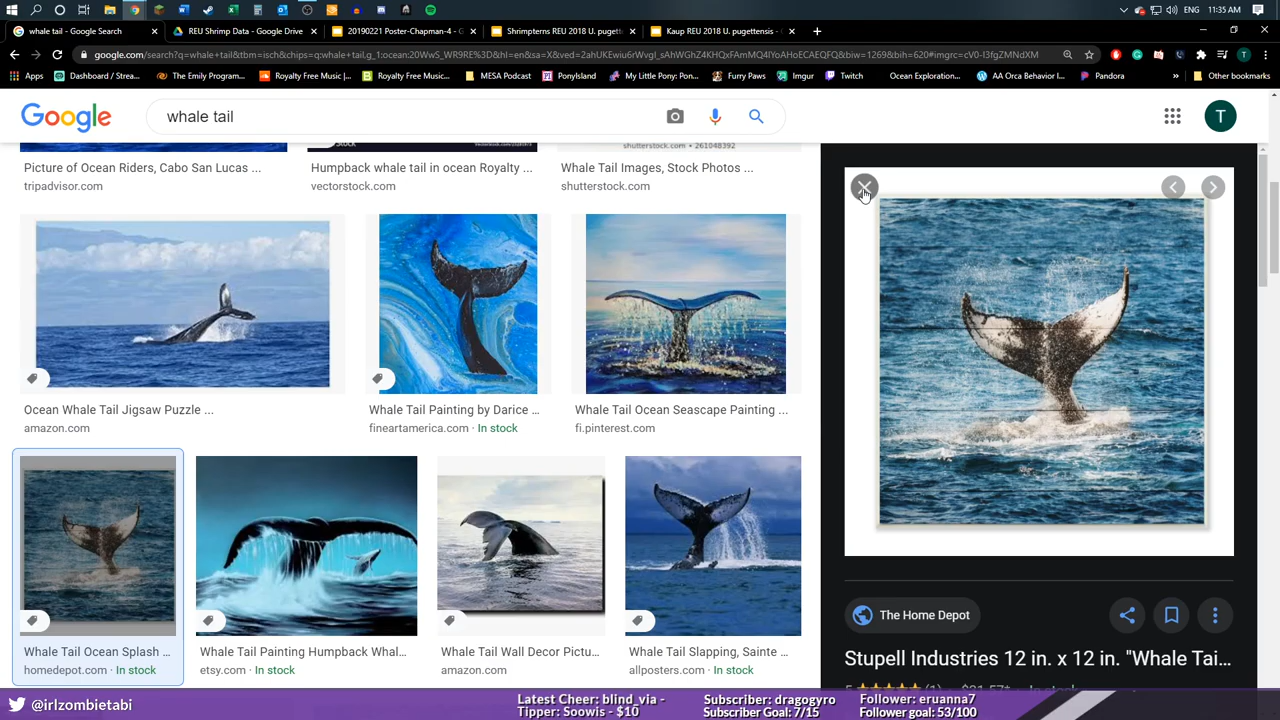 ENG 11:35 AM
whale tail - Google Search
REU Shrimp Data - Google Drive
20190221 Poster-Chapman-4
Shrimpterns REU 2018 U. puget
Kaup REU 2018 U. pugettensis -
Apps
Dashboard / Strea...
The Emily Program...
Royalty Free Music |...
Royalty Free Music...
MESA Podcast
PonyIsland
My Little Pony: Pon...
Furry Paws
Imgur
Twitch
Ocean Exploration...
AA Orca Behavior I...
Pandora
Other bookmarks
Google
whale tail
T
Stock
shutterstock.com • 261048392
Picture of Ocean Riders, Cabo San Lucas ...
tripadvisor.com
Humpback whale tail in ocean Royalty ...
vectorstock.com
Whale Tail Images, Stock Photos ...
shutterstock.com
Ocean Whale Tail Jigsaw Puzzle ...
amazon.com
Whale Tail Painting by Darice ...
fineartamerica.com · In stock
Whale Tail Ocean Seascape Painting ...
fi.pinterest.com
Whale Tail Ocean Splash ...
homedepot.com · In stock
Whale Tail Painting Humpback Whal...
etsy.com · In stock
Whale Tail Wall Decor Pictu...
amazon.com
Whale Tail Slapping, Sainte ...
allposters.com · In stock
The Home Depot
Stupell Industries 12 in. x 12 in. "Whale Tai...
@irlzombietabi
Latest Cheer: blind_via -
Tipper: Soowis - $10
Subscriber: dragogyro
Subscriber Goal: 7/15
Follower: eruanna7
Follower goal: 53/100